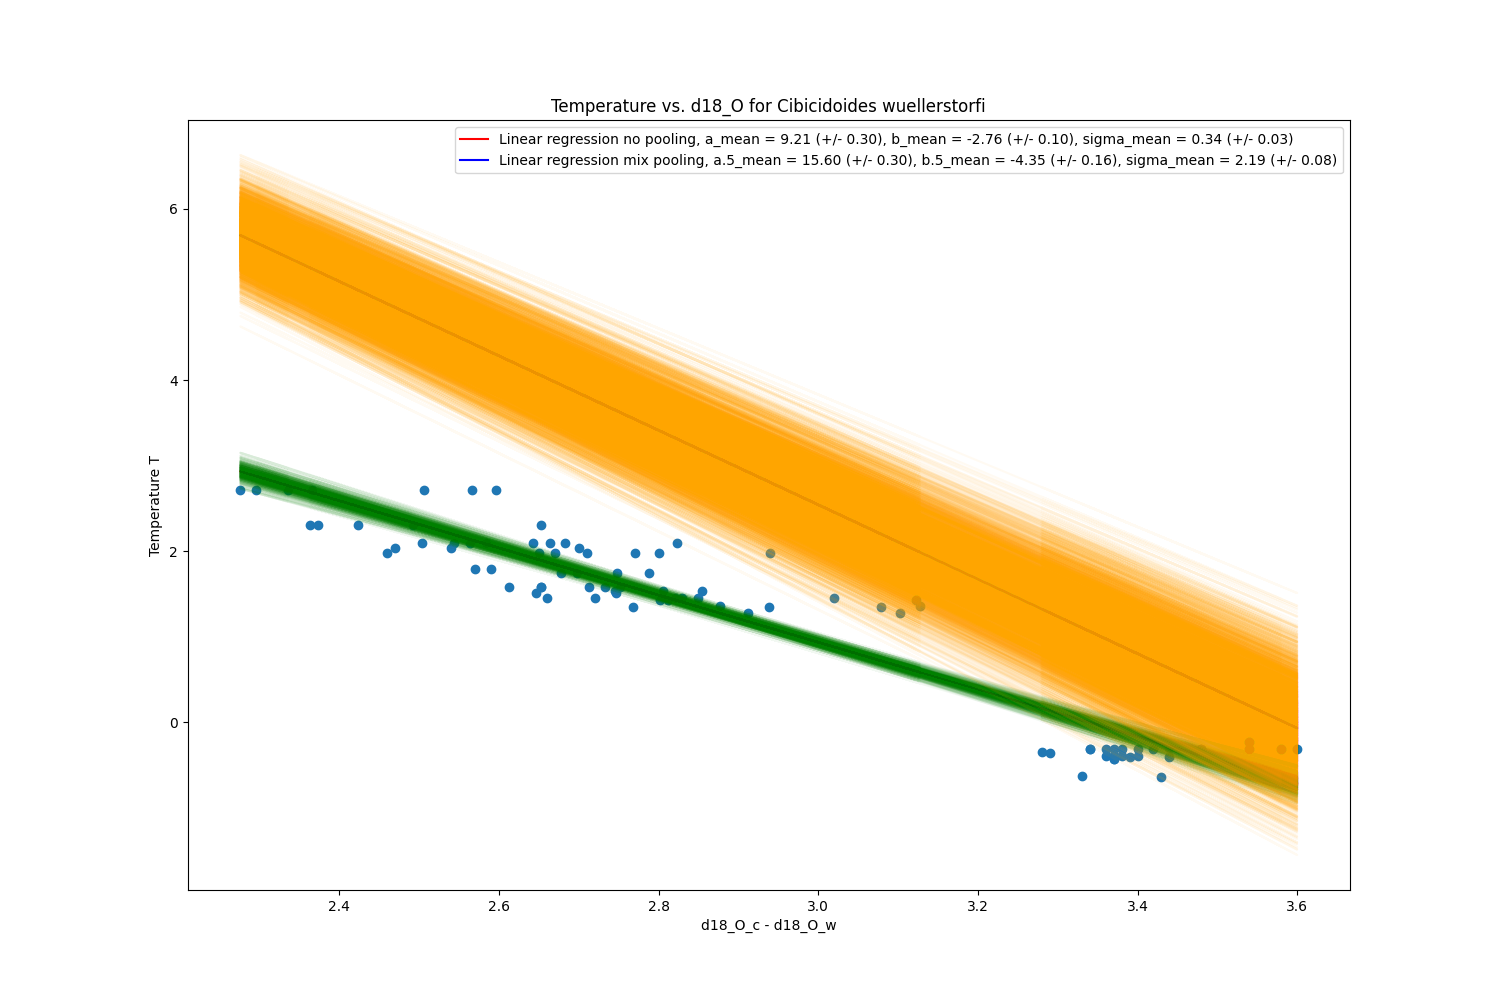 Temperature vs. d18_O for Cibicidoides wuellerstorfi
Linear regression no pooling, a_mean = 9.21 (+/- 0.30), b_mean = -2.76 (+/- 0.10), sigma_mean = 0.34 (+/- 0.03)
Linear regression mix pooling, a.5_mean = 15.60 (+/- 0.30), b.5_mean = -4.35 (+/- 0.16), sigma_mean = 2.19 (+/- 0.08)
6
4
2
0
Temperature T
2.4 2.6 2.8 3.0 3.2 3.4 3.6
d18_O_c - d18_O_w